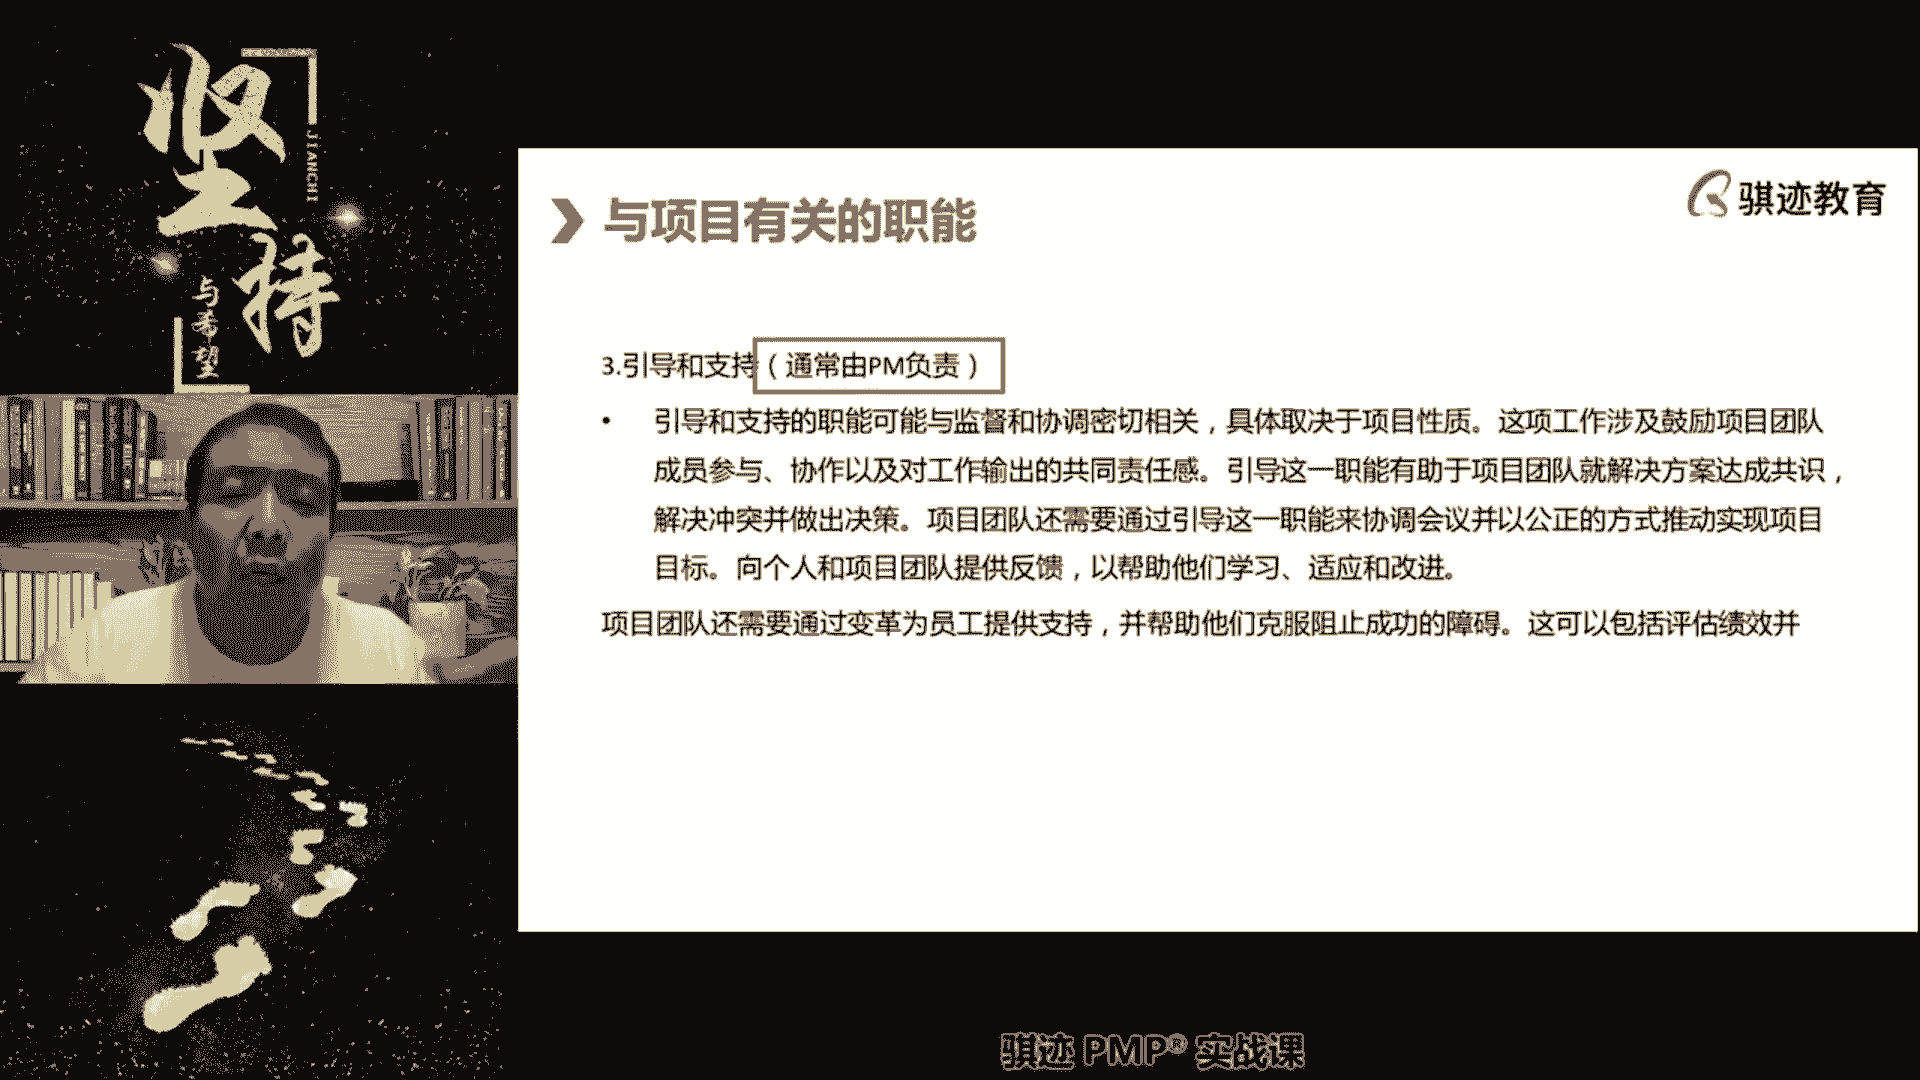 坚持
JIANCHI
与希望
骐迹教育
与项目有关的职能
3.引导和支持（通常由PM负责）
• 引导和支持的职能可能与监督和协调密切相关，具体取决于项目性质。这项工作涉及鼓励项目团队
成员参与、协作以及对工作输出的共同责任感。引导这一职能有助于项目团队就解决方案达成共识，
解决冲突并做出决策。项目团队还需要通过引导这一职能来协调会议并以公正的方式推动实现项目
目标。向个人和项目团队提供反馈，以帮助他们学习、适应和改进。
项目团队还需要通过变革为员工提供支持，并帮助他们克服阻止成功的障碍。这可以包括评估绩效并
骐迹 PMP® 实战课